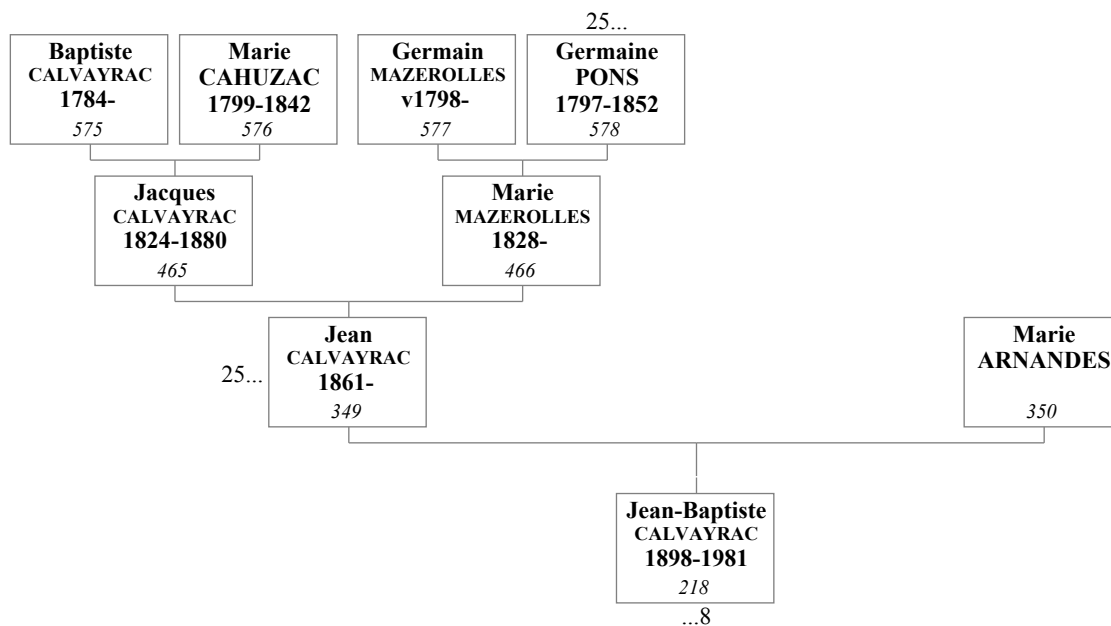 25...
Baptiste
CALVAYRAC
1784-
575
Marie
CAHUZAC
1799-1842
576
Germain
MAZEROLLES
v1798-
577
Germaine
PONS
1797-1852
578
Jacques
CALVAYRAC
1824-1880
465
Marie
MAZEROLLES
1828-
466
25...
Jean
CALVAYRAC
1861-
349
Marie
ARNANDES
350
Jean-Baptiste
CALVAYRAC
1898-1981
218
...8